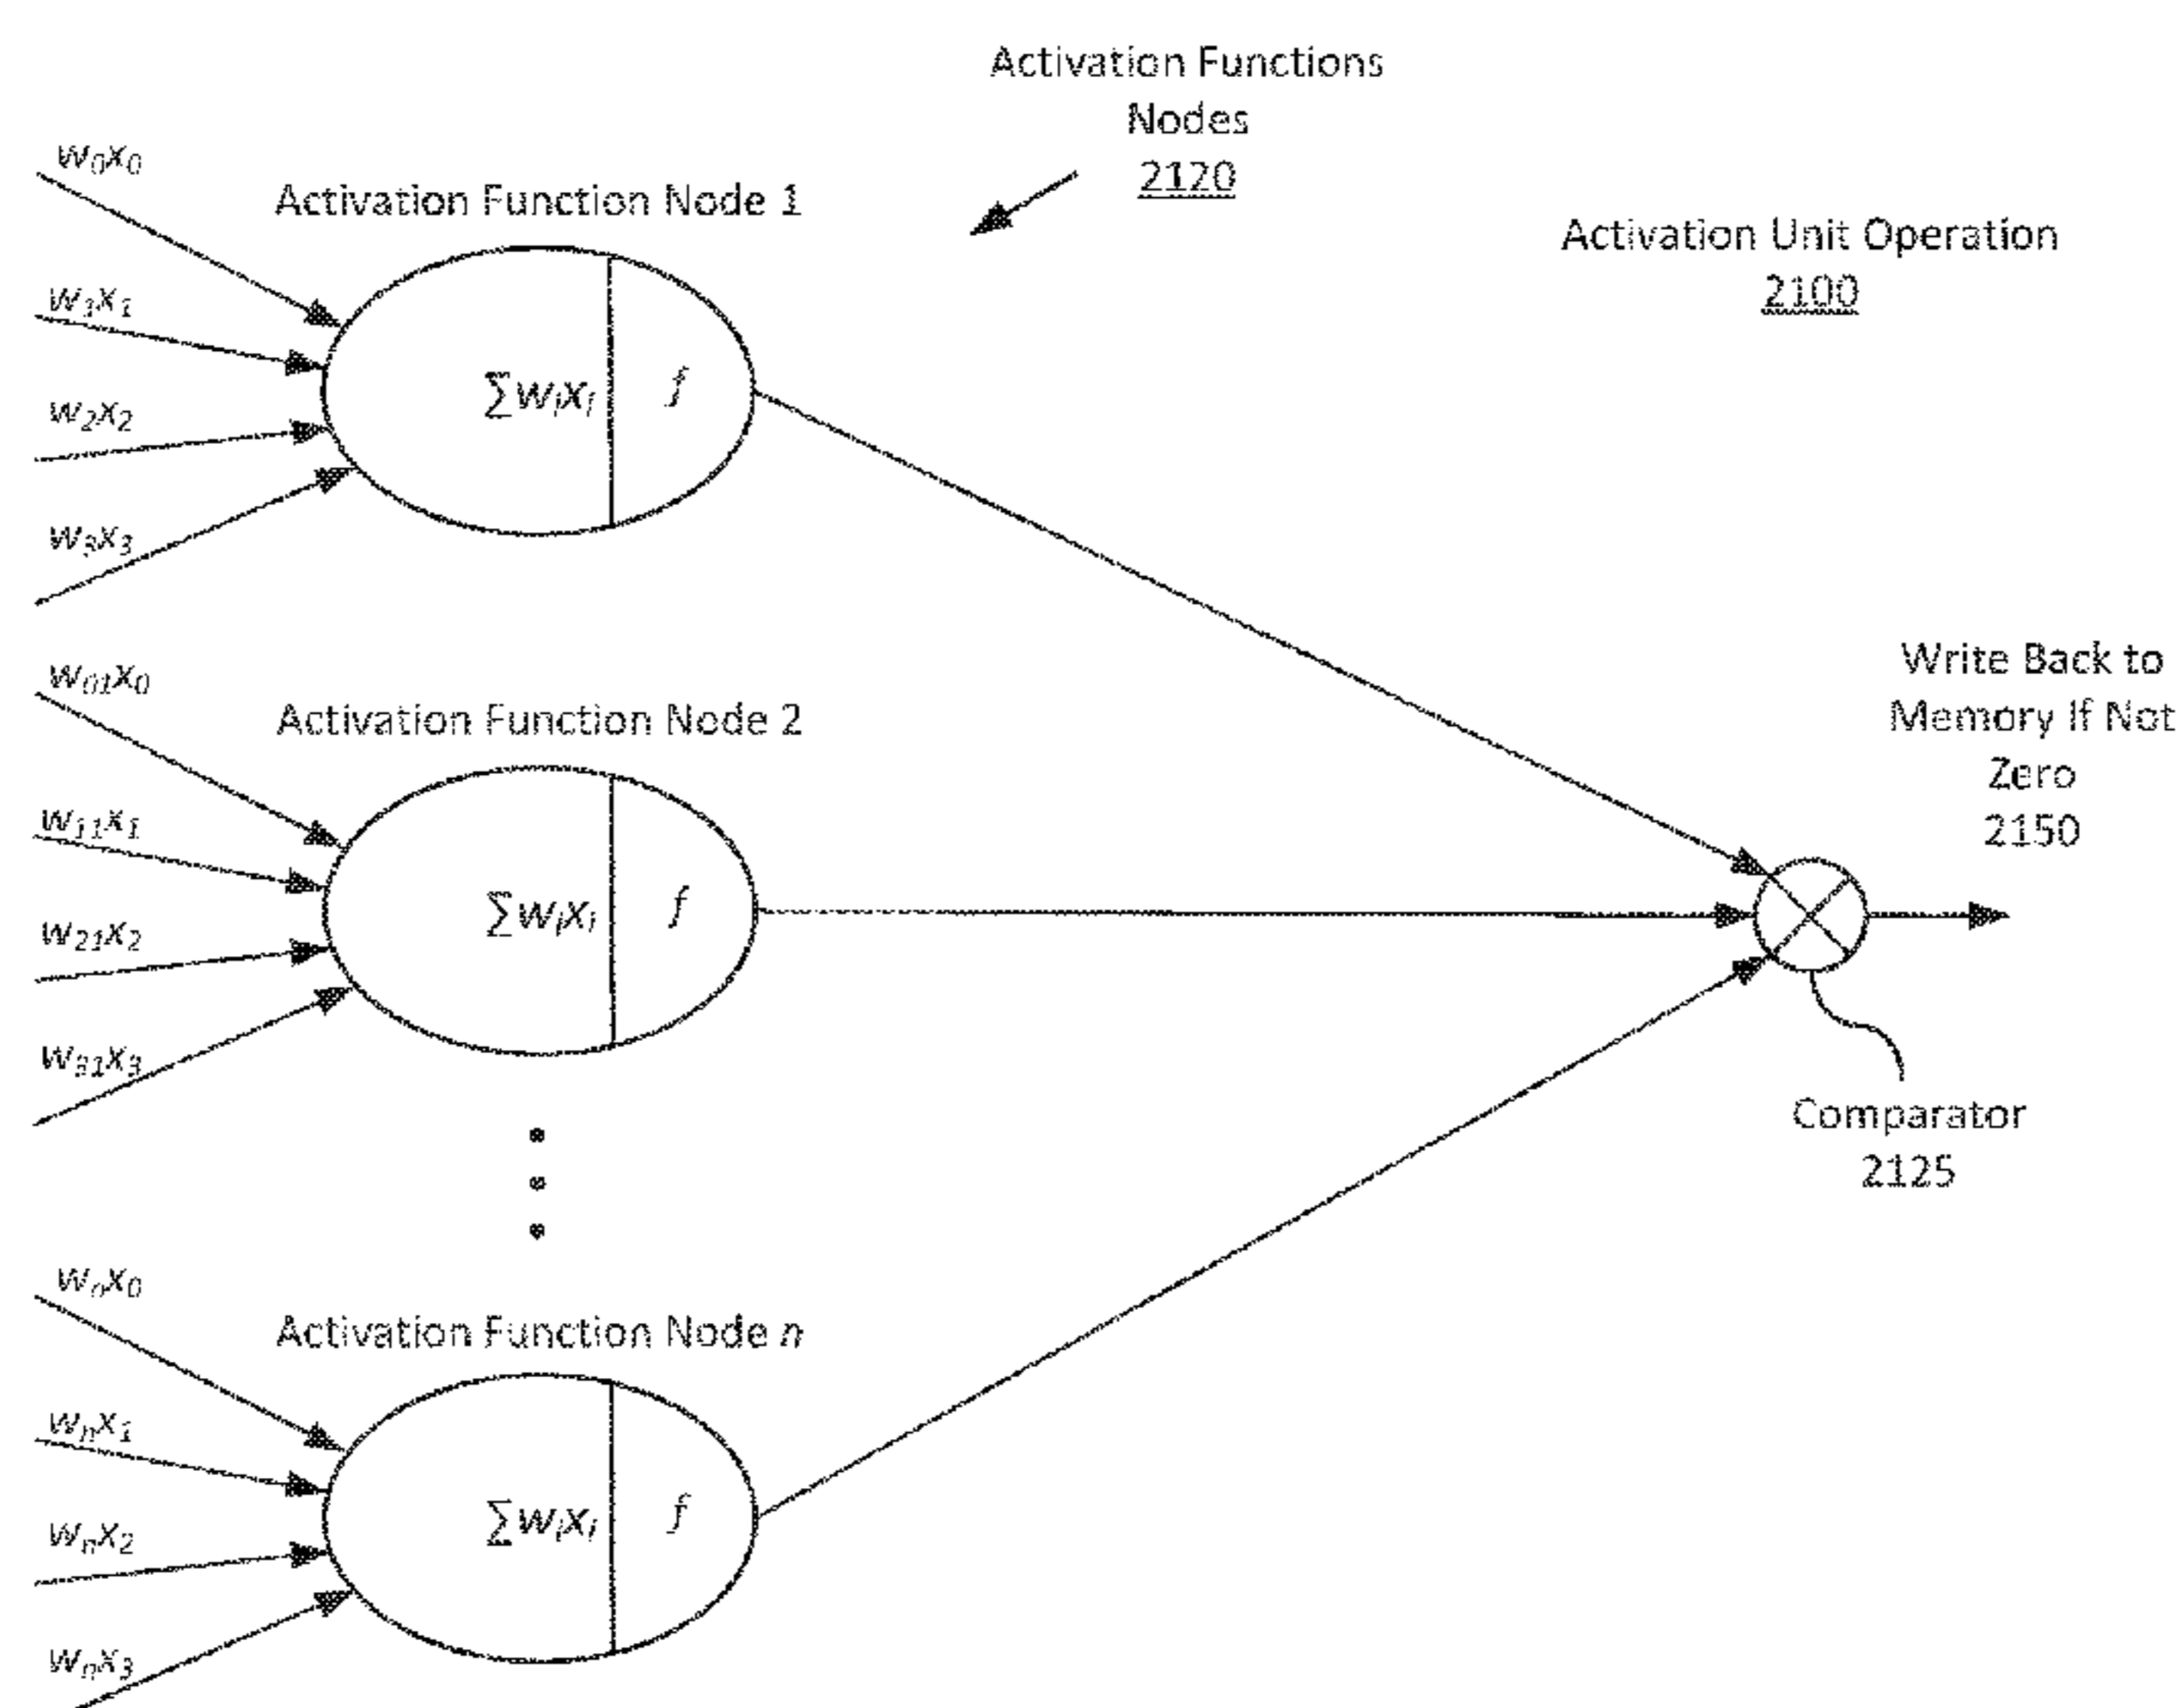 Activation Functions
Nodes
2120
Activation Unit Operation
2100
w₀x₀
Activation Function Node 1
w₁x₁
w₂x₂
w₃x₃
∑wᵢxᵢ
f
w₀₁x₀
Activation Function Node 2
w₁₁x₁
w₂₁x₂
w₃₁x₃
∑wᵢxᵢ
f
Write Back to
Memory If Not
Zero
2150
Comparator
2125
wₙx₀
Activation Function Node n
wₙx₁
wₙx₂
wₙx₃
∑wᵢxᵢ
f